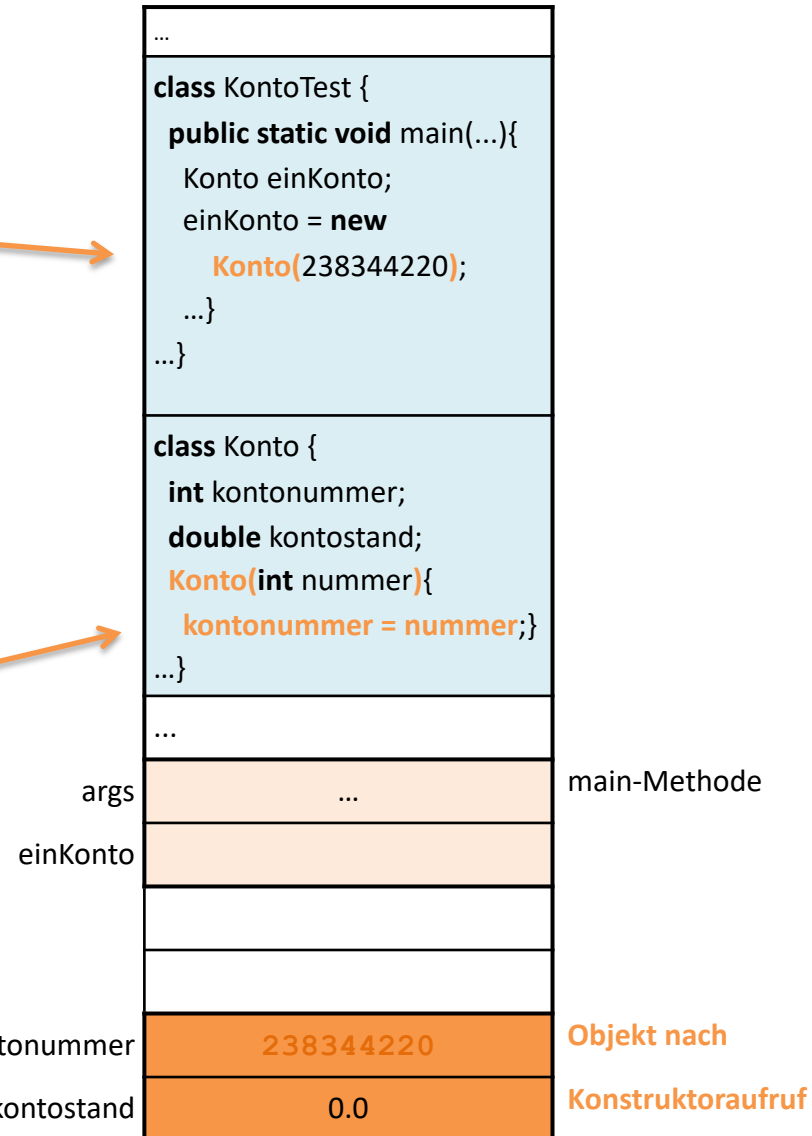 …
class KontoTest {
public static void main(...){
Konto einKonto;
einKonto = new
Konto(238344220);
…}
…}
class Konto {
int kontonummer;
double kontostand;
Konto(int nummer){
kontonummer = nummer;}
…}
...
args … main-Methode
einKonto
tonummer 238344220 Objekt nach
kontostand 0.0 Konstruktoraufruf